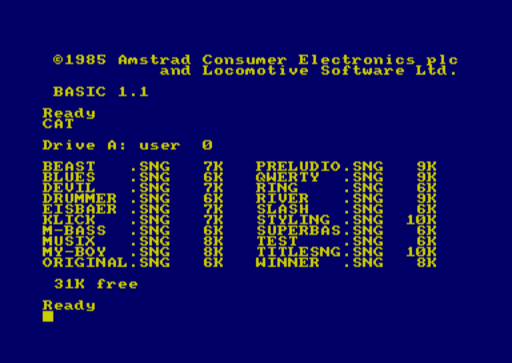 ©1985 Amstrad Consumer Electronics plc
and Locomotive Software Ltd.
BASIC 1.1
Ready
CAT
Drive A: user 0
BEAST .SNG 7K PRELUDIO.SNG 9K
BLUES .SNG 6K QWERTY .SNG 9K
DEVIL .SNG 7K RING .SNG 6K
DRUMMER .SNG 6K RIVER .SNG 9K
EISBAER .SNG 7K SLASH .SNG 6K
KLICK .SNG 7K STYLING .SNG 10K
M-BASS .SNG 6K SUPERBAS.SNG 6K
MUSIX .SNG 8K TEST .SNG 6K
MY-BOY .SNG 8K TITLESNG.SNG 10K
ORIGINAL.SNG 6K WINNER .SNG 8K
31K free
Ready